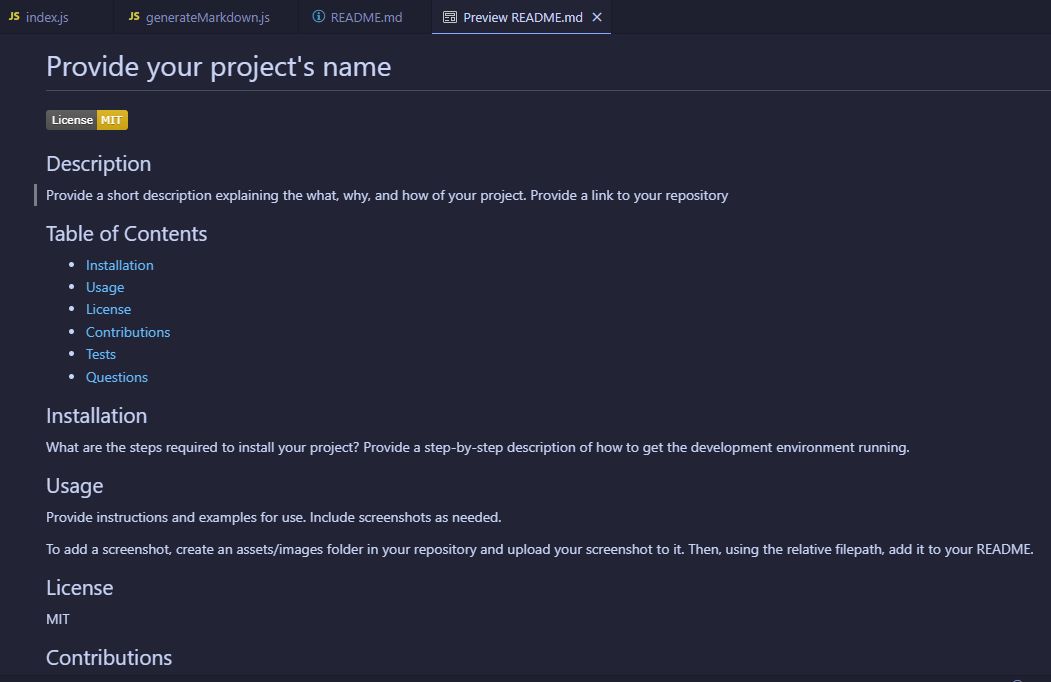 JS index.js
JS generateMarkdown.js
README.md
Preview README.md
Provide your project's name
License MIT
Description
Provide a short description explaining the what, why, and how of your project. Provide a link to your repository
Table of Contents
Installation
Usage
License
Contributions
Tests
Questions
Installation
What are the steps required to install your project? Provide a step-by-step description of how to get the development environment running.
Usage
Provide instructions and examples for use. Include screenshots as needed.
To add a screenshot, create an assets/images folder in your repository and upload your screenshot to it. Then, using the relative filepath, add it to your README.
License
MIT
Contributions